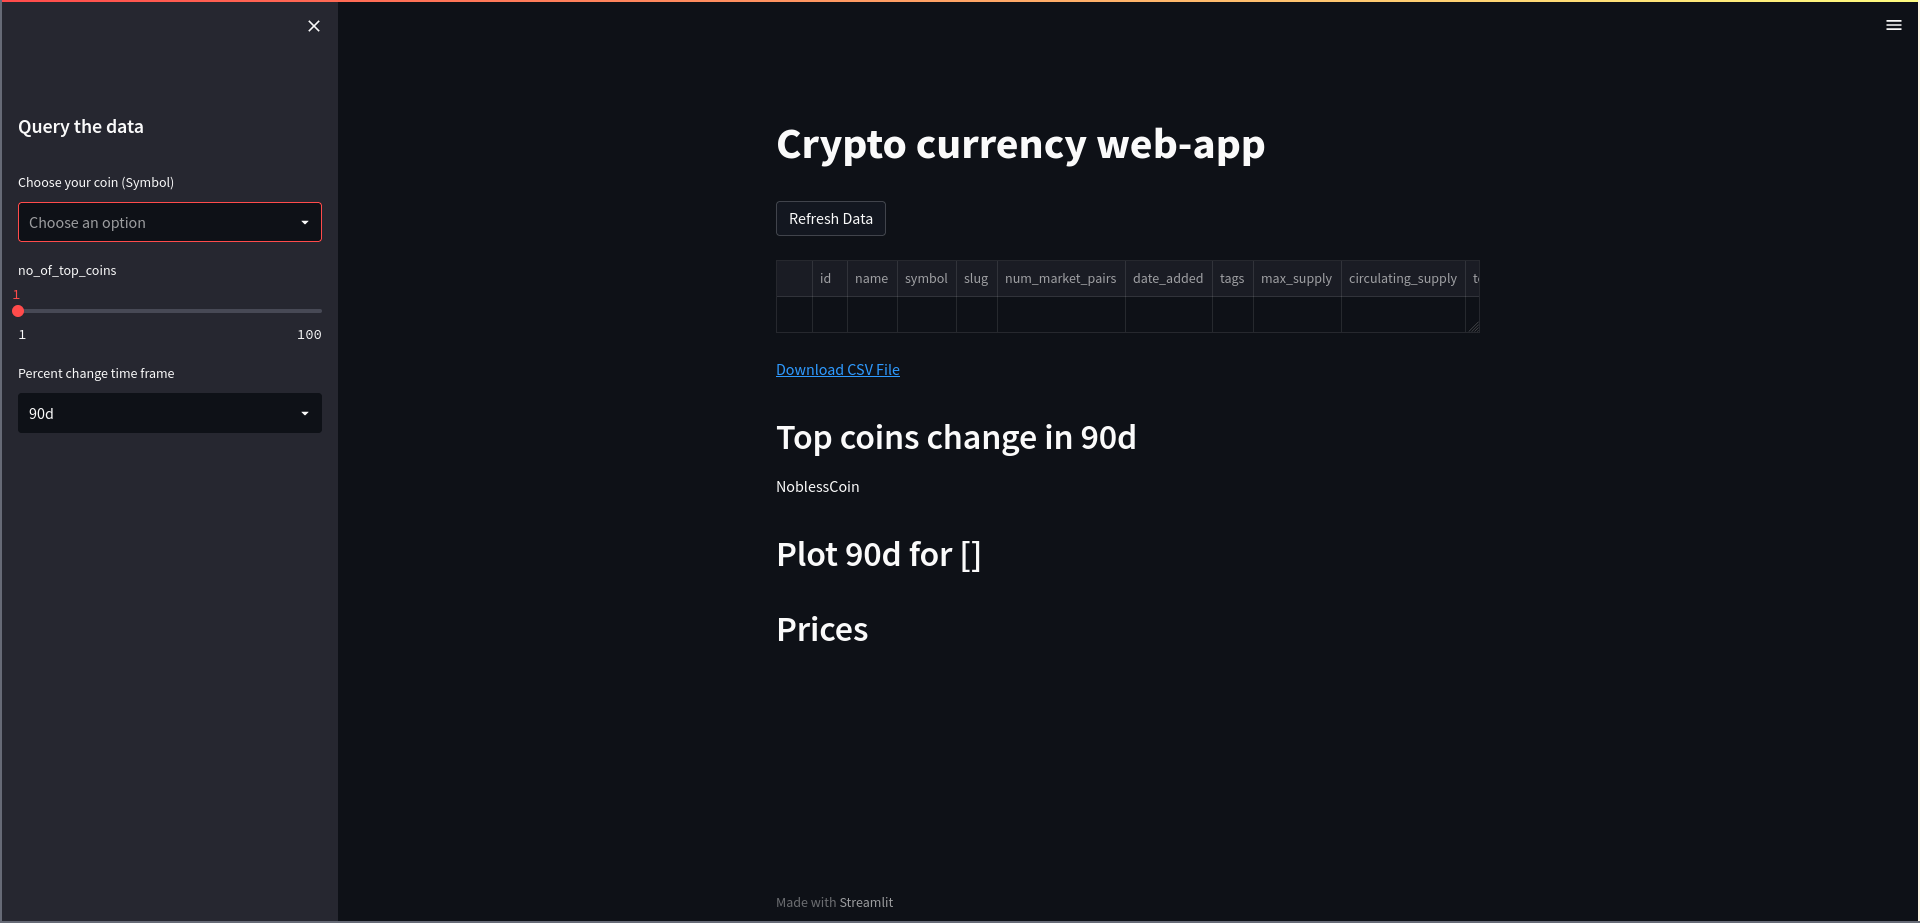 Query the data
Choose your coin (Symbol)
Choose an option
no_of_top_coins
1
1 100
Percent change time frame
90d
Crypto currency web-app
Refresh Data
id name symbol slug num_market_pairs date_added tags max_supply circulating_supply
Download CSV File
Top coins change in 90d
NoblessCoin
Plot 90d for []
Prices
Made with Streamlit